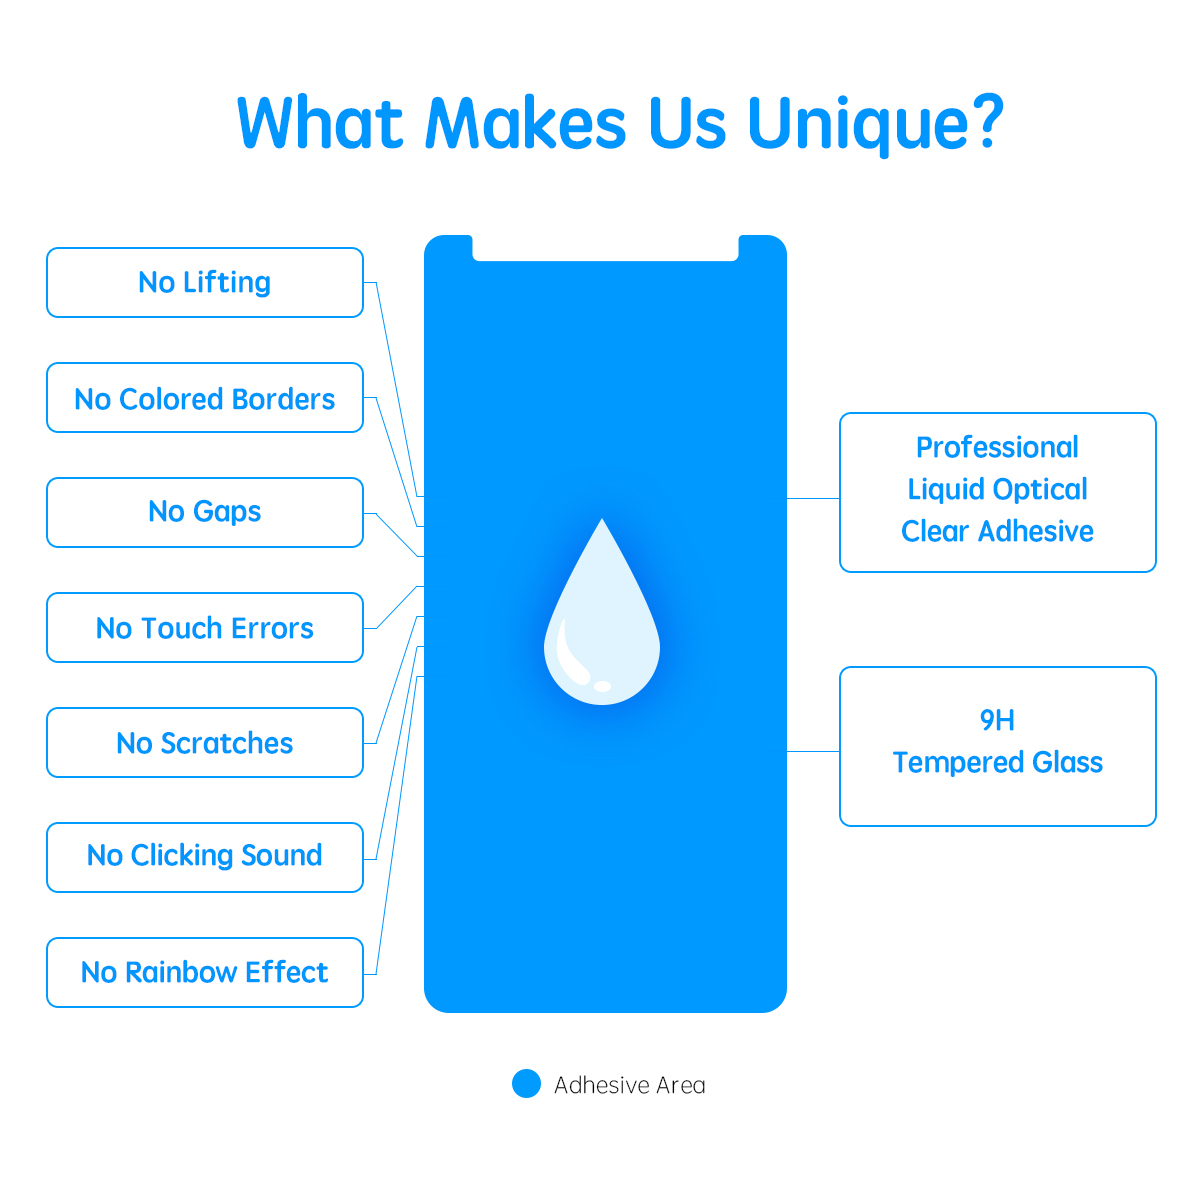 What Makes Us Unique?
No Lifting
No Colored Borders
No Gaps
No Touch Errors
No Scratches
No Clicking Sound
No Rainbow Effect
Professional
Liquid Optical
Clear Adhesive
9H
Tempered Glass
Adhesive Area